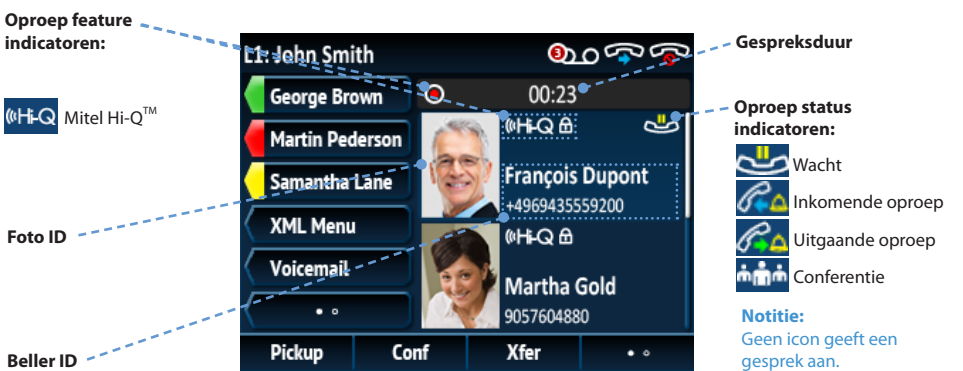 Oproep feature
indicatoren:
Hi-Q Mitel Hi-Q™
Foto ID
Beller ID
L1: John Smith
3
George Brown
00:23
Martin Pederson
Hi-Q
Samantha Lane
François Dupont
+4969435559200
XML Menu
Hi-Q
Voicemail
Martha Gold
9057604880
Pickup Conf Xfer
Gespreksduur
Oproep status
indicatoren:
Wacht
Inkomende oproep
Uitgaande oproep
Conferentie
Notitie:
Geen icon geeft een
gesprek aan.